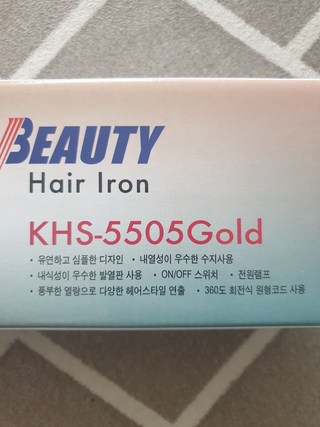 BEAUTY
Hair Iron
KHS-5505Gold
• 유연하고 심플한 디자인 • 내열성이 우수한 수지사용
• 내식성이 우수한 발열판 사용 • ON/OFF 스위치 • 전원램프
• 풍부한 열량으로 다양한 헤어스타일 연출 • 360도 회전식 원형코드 사용